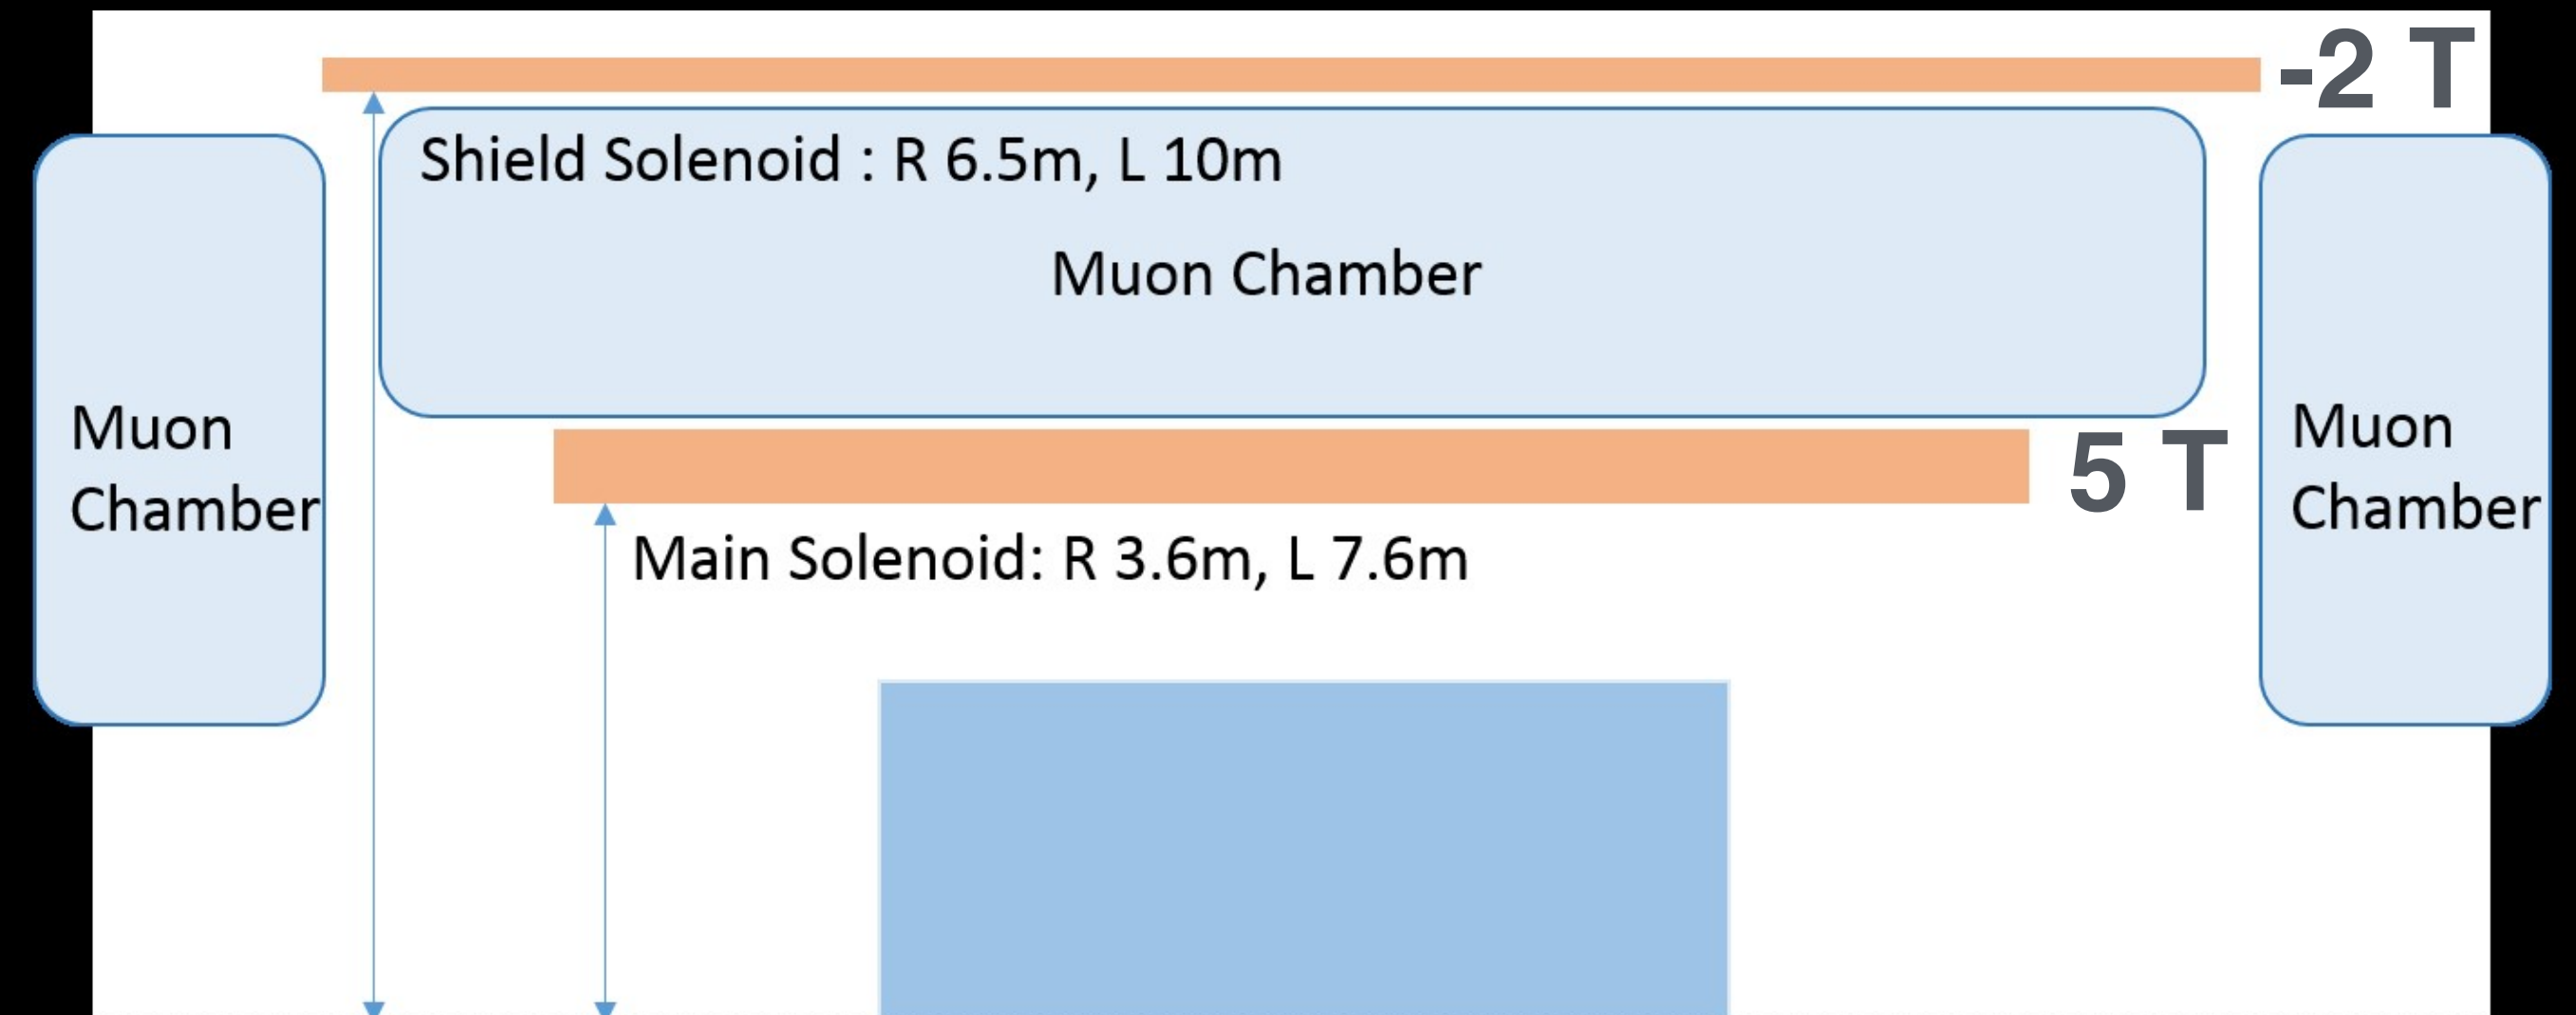 -2 T
Shield Solenoid : R 6.5m, L 10m
Muon Chamber
Muon
Chamber
5 T
Muon
Chamber
Main Solenoid: R 3.6m, L 7.6m